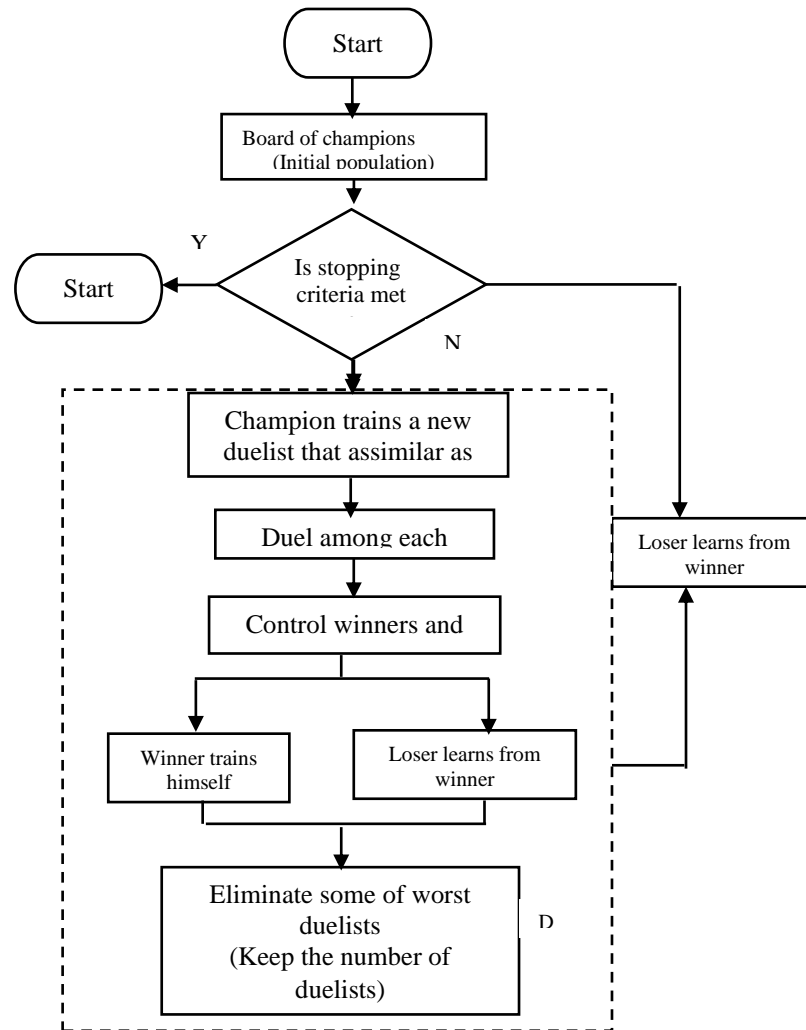 Start
Board of champions
(Initial population)
Y
Is stopping
criteria met
Start
N
Champion trains a new
duelist that assimilar as
Duel among each
Loser learns from
winner
Control winners and
Winner trains
himself
Loser learns from
winner
Eliminate some of worst
duelists
(Keep the number of
duelists)
D